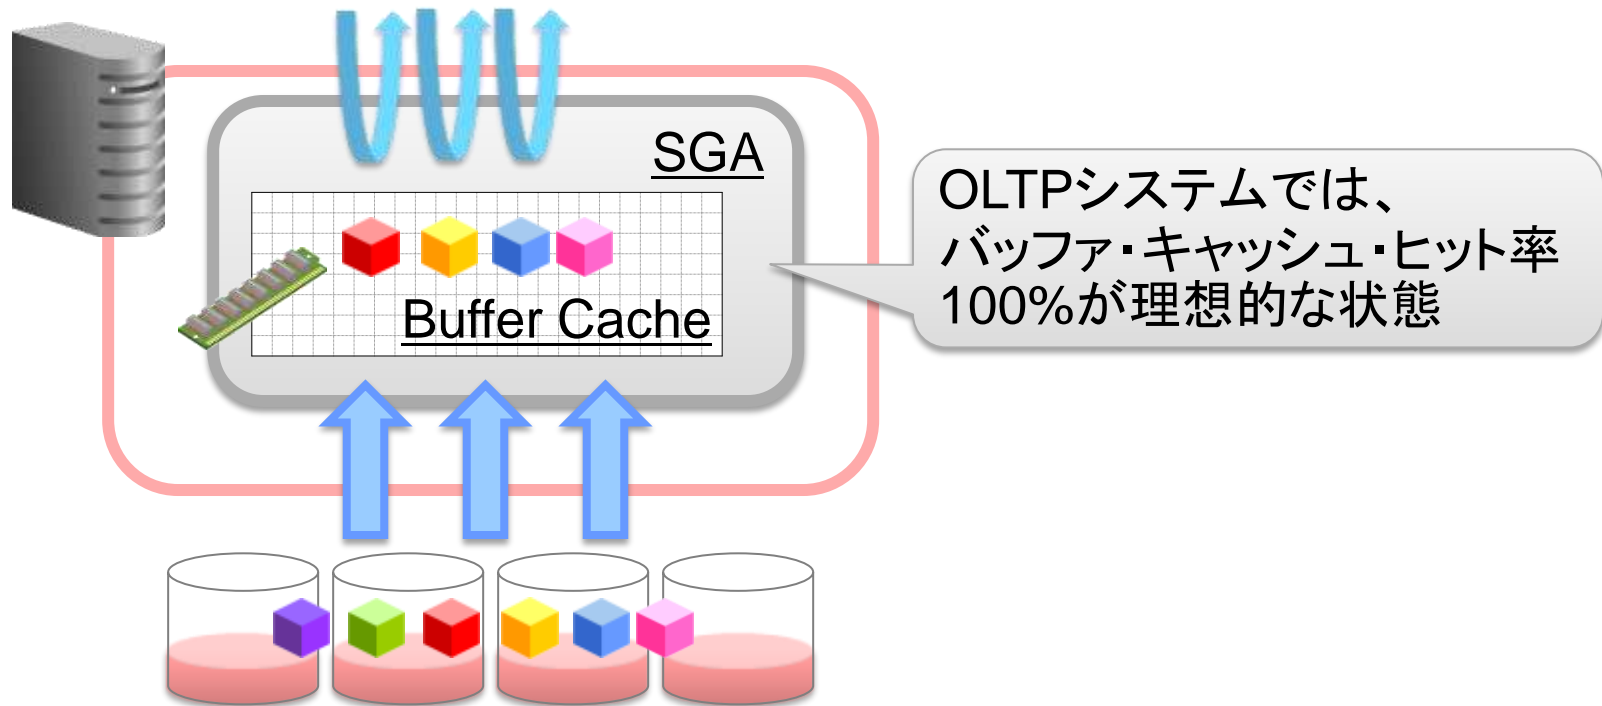 SGA
Buffer Cache
OLTPシステムでは、
バッファ・キャッシュ・ヒット率
100%が理想的な状態